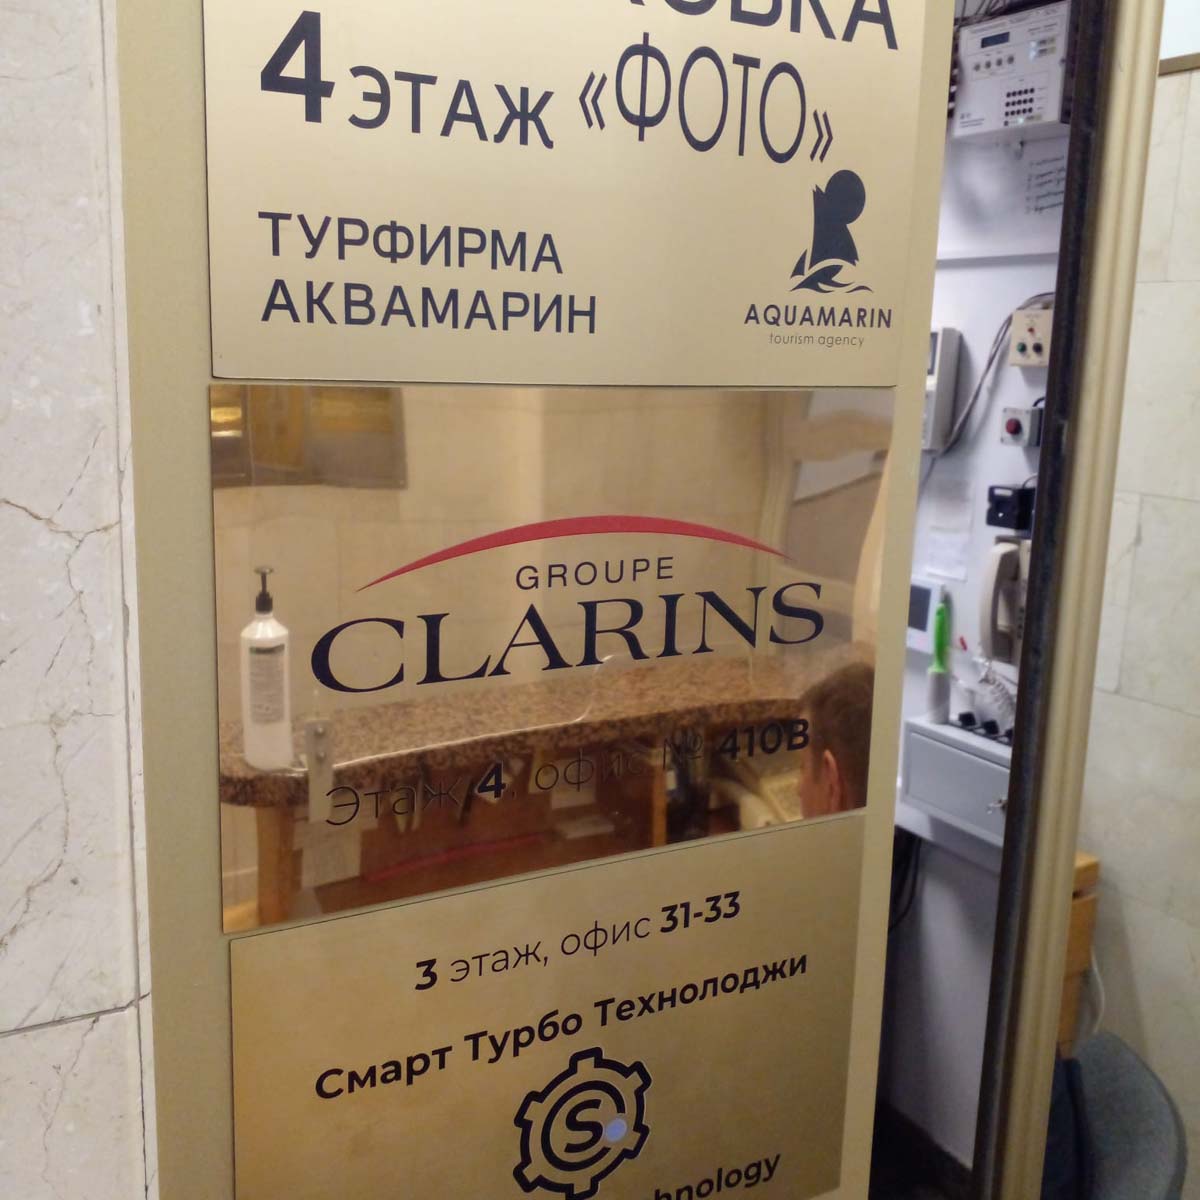 4 ЭТАЖ «ФОТО»
ТУРФИРМА
АКВАМАРИН
AQUAMARIN
tourism agency
GROUPE
CLARINS
Этаж 4, офис № 410В
3 этаж, офис 31-33
Смарт Турбо Технолоджи
S